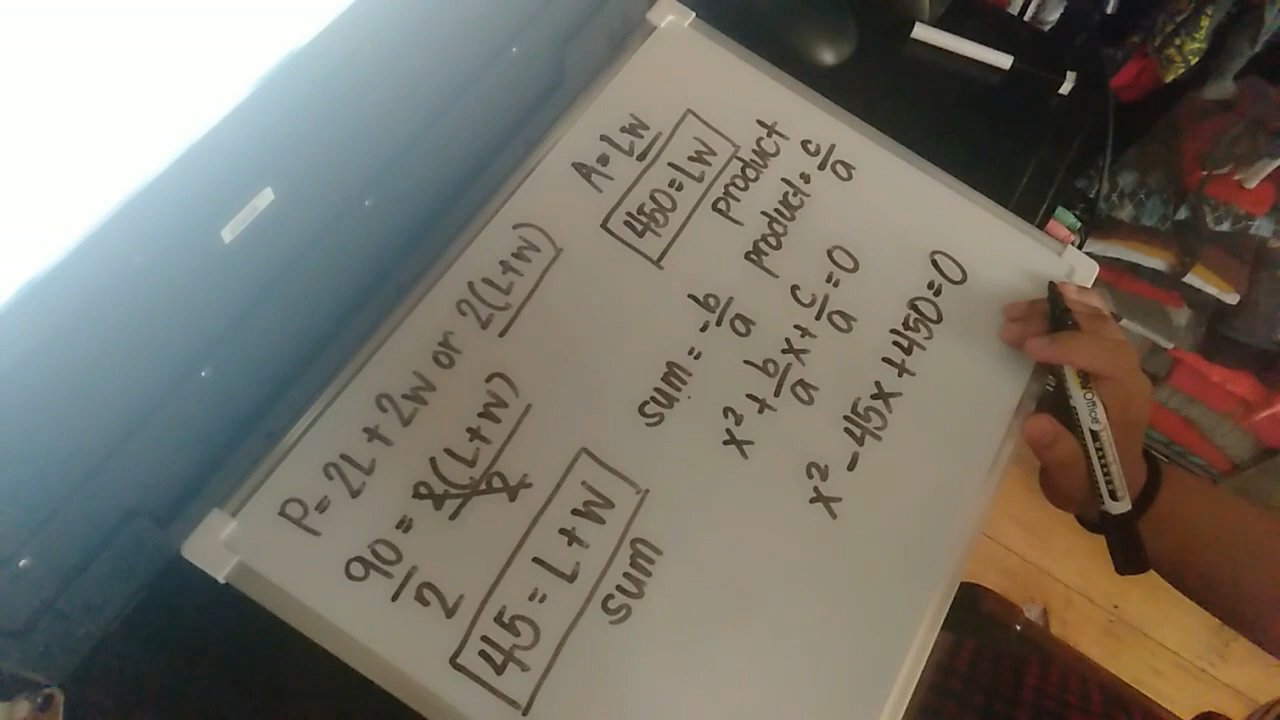 P = 2L + 2W or 2(L+W)
90/2 = 2(L+W)/2
45 = L + W
sum
A = LW
450 = LW
product
sum = -b/a
product = c/a
x² + b/a x + c/a = 0
x² - 45x + 450 = 0
Office